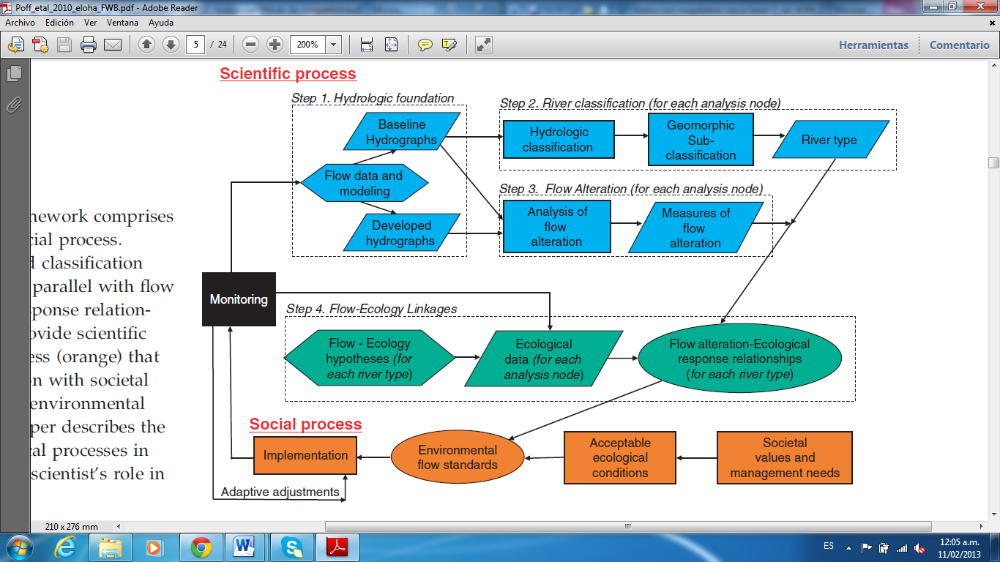 Poff_etal_2010_eloha_FWB.pdf - Adobe Reader
Archivo Edición Ver Ventana Ayuda
5 / 24 200% Herramientas Comentario
Scientific process
Step 1. Hydrologic foundation
Baseline
Hydrographs
Flow data and
modeling
Developed
hydrographs
Step 2. River classification (for each analysis node)
Hydrologic
classification
Geomorphic
Sub-
classification
River type
Step 3. Flow Alteration (for each analysis node)
Analysis of
flow
alteration
Measures of
flow
alteration
mework comprises
cial process.
d classification
parallel with flow
sponse relation-
ovide scientific
ess (orange) that
on with societal
environmental
per describes the
cal processes in
scientist's role in
Monitoring
Step 4. Flow-Ecology Linkages
Flow - Ecology
hypotheses (for
each river type)
Ecological
data (for each
analysis node)
Flow alteration-Ecological
response relationships
(for each river type)
Social process
Implementation
Environmental
flow standards
Acceptable
ecological
conditions
Societal
values and
management needs
Adaptive adjustments
210 x 276 mm
ES
12:05 a.m.
11/02/2013